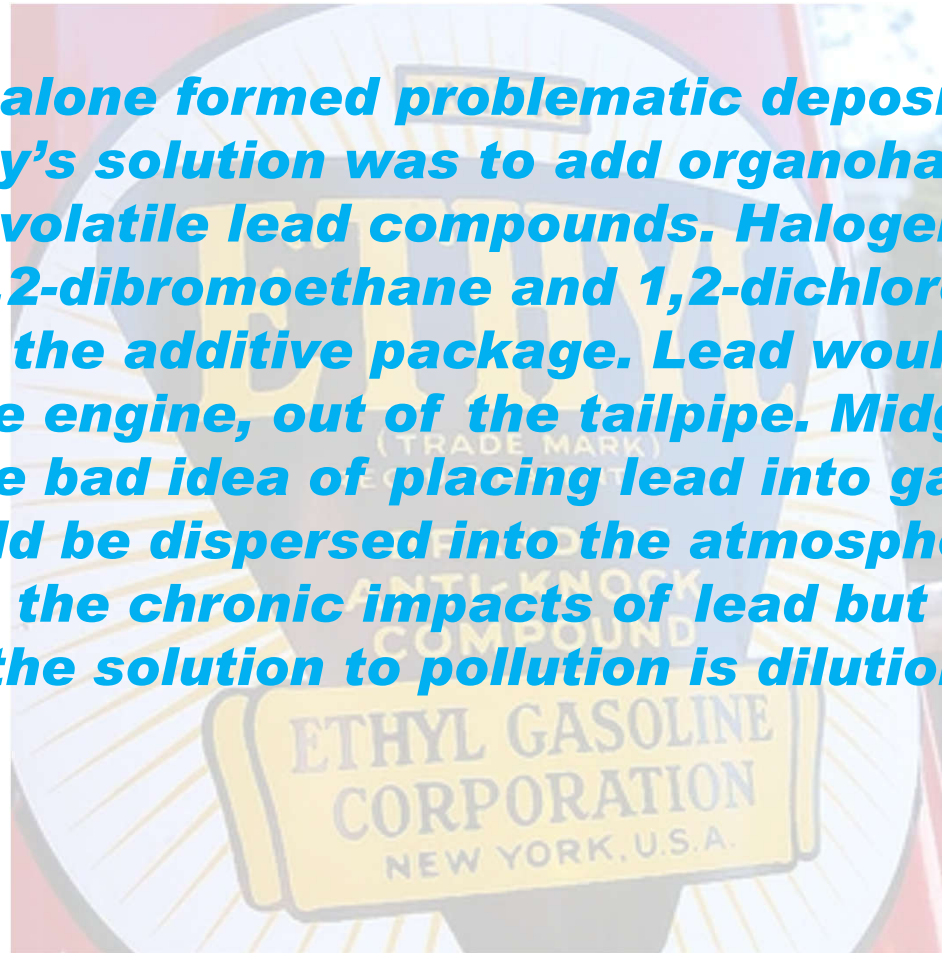 alone formed problematic depos
y’s solution was to add organoha
volatile lead compounds. Haloge
2-dibromoethane and 1,2-dichlor
the additive package. Lead wou
e engine, out of the tailpipe. Mid
e bad idea of placing lead into ga
ld be dispersed into the atmosph
the chronic impacts of lead but
the solution to pollution is dilution
ETHYL
(TRADE MARK)
ANTI-KNOCK
COMPOUND
ETHYL GASOLINE
CORPORATION
NEW YORK, U.S.A.